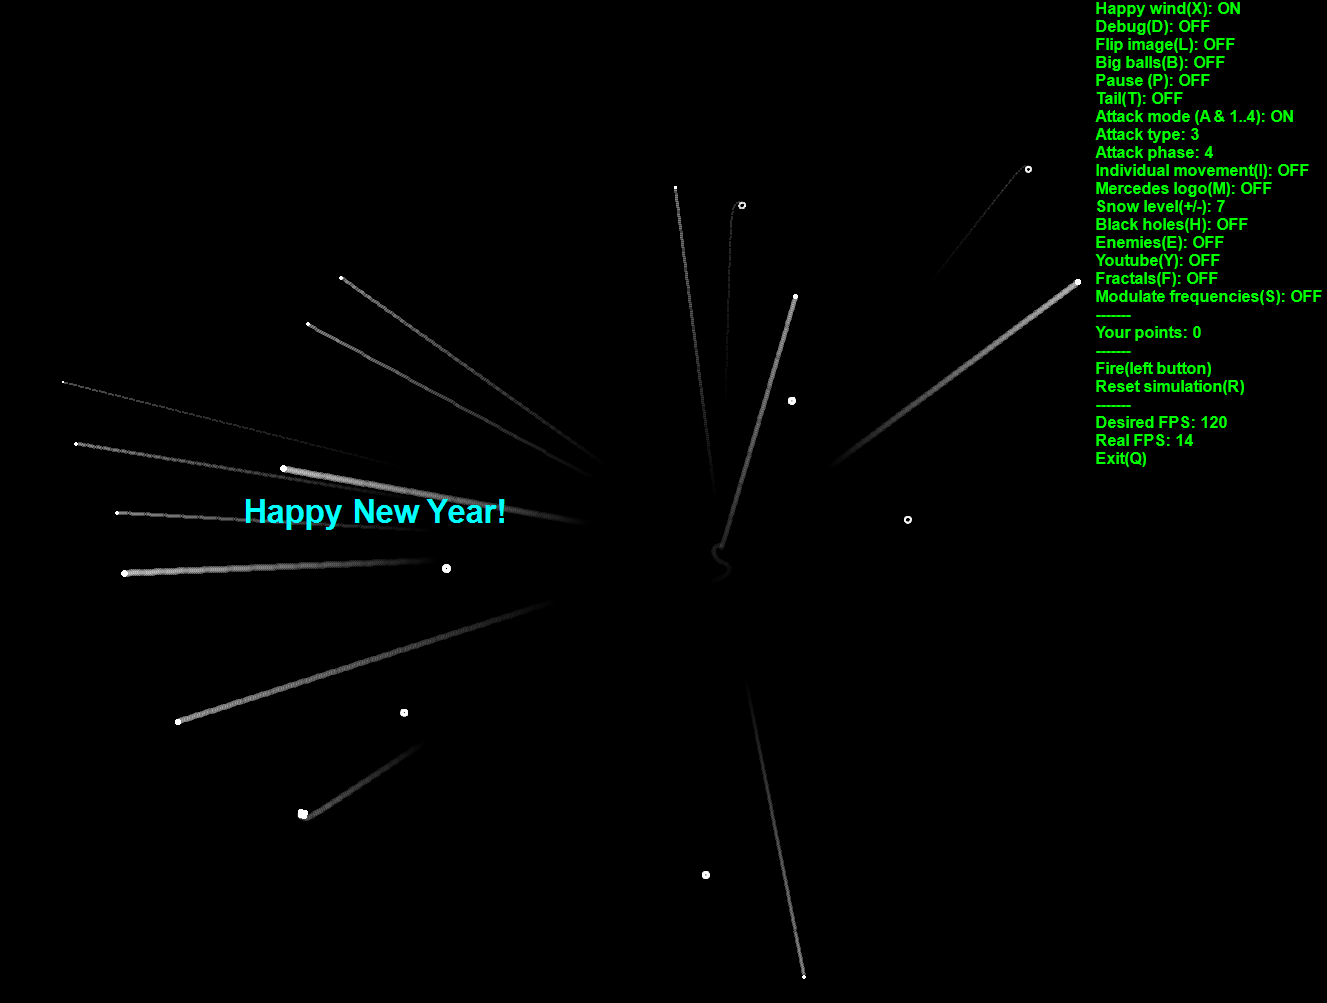 Happy wind(X): ON
Debug(D): OFF
Flip image(L): OFF
Big balls(B): OFF
Pause (P): OFF
Tail(T): OFF
Attack mode (A & 1..4): ON
Attack type: 3
Attack phase: 4
Individual movement(I): OFF
Mercedes logo(M): OFF
Snow level(+/-): 7
Black holes(H): OFF
Enemies(E): OFF
Youtube(Y): OFF
Fractals(F): OFF
Modulate frequencies(S): OFF
-------
Your points: 0
-------
Fire(left button)
Reset simulation(R)
-------
Desired FPS: 120
Real FPS: 14
Exit(Q)
Happy New Year!